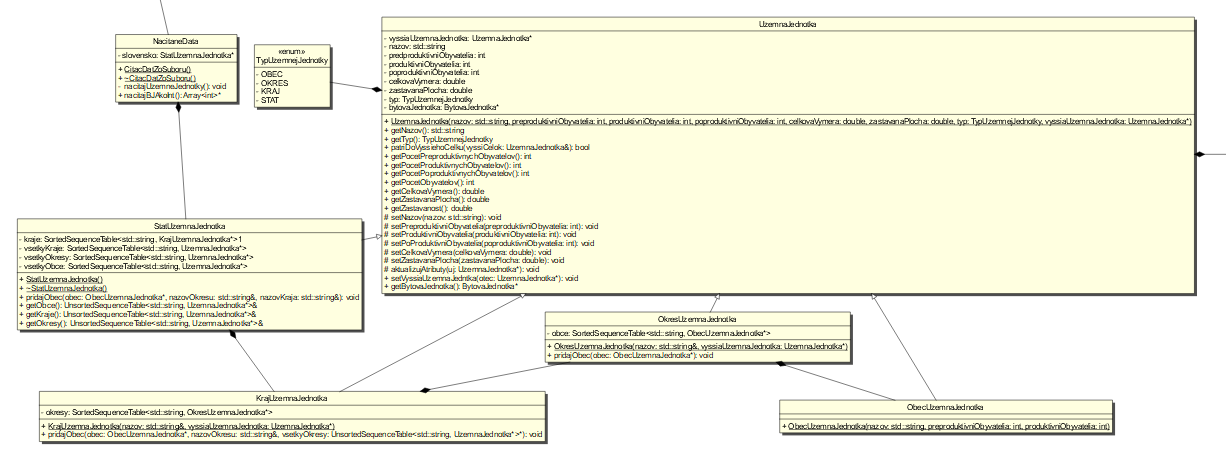 NacitaneData
- slovensko: StatUzemnaJednotka*
+ CitacDatZoSuboru()
+ ~CitacDatZoSuboru()
- nacitajUzemneJednotky(): void
+ nacitajBJAkoInt(): Array<int>*
«enum»
TypUzemnejJednotky
- OBEC
- OKRES
- KRAJ
- STAT
UzemnaJednotka
- vyssiaUzemnaJednotka: UzemnaJednotka*
- nazov: std::string
- predproduktivniObyvatelia: int
- produktivniObyvatelia: int
- poproduktivniObyvatelia: int
- celkovaVymera: double
- zastavanaPlocha: double
- typ: TypUzemnejJednotky
- bytovaJednotka: BytovaJednotka*
+ UzemnaJednotka(nazov: std::string, preproduktivniObyvatelia: int, produktivniObyvatelia: int, poproduktivniObyvatelia: int, celkovaVymera: double, zastavanaPlocha: double, typ: TypUzemnejJednotky, vyssiaUzemnaJednotka: UzemnaJednotka*)
+ getNazov(): std::string
+ getTyp(): TypUzemnejJednotky
+ patriDoVyssiehoCelku(vyssiCelok: UzemnaJednotka&): bool
+ getPocetPreproduktivnychObyvatelov(): int
+ getPocetProduktivnychObyvatelov(): int
+ getPocetPoproduktivnychObyvatelov(): int
+ getPocetObyvatelov(): int
+ getCelkovaVymera(): double
+ getZastavanaPlocha(): double
+ getZastavanost(): double
# setNazov(nazov: std::string): void
# setPreproduktivniObyvatelia(preproduktivniObyvatelia: int): void
# setProduktivniObyvatelia(produktivniObyvatelia: int): void
# setPoProduktivniObyvatelia(poproduktivniObyvatelia: int): void
# setCelkovaVymera(celkovaVymera: double): void
# setZastavanaPlocha(zastavanaPlocha: double): void
# aktualizujAtributy(uj: UzemnaJednotka*): void
+ setVyssiaUzemnaJedntka(otec: UzemnaJednotka*): void
+ getBytovaJednotka(): BytovaJednotka*
StatUzemnaJednotka
- kraje: SortedSequenceTable<std::string, KrajUzemnaJednotka*>1
- vsetkyKraje: SortedSequenceTable<std::string, UzemnaJednotka*>
- vsetkyOkresy: SortedSequenceTable<std::string, UzemnaJednotka*>
- vsetkyObce: SortedSequenceTable<std::string, UzemnaJednotka*>
+ StatUzemnaJednotka()
+ ~StatUzemnaJednotka()
+ pridajObec(obec: ObecUzemnaJednotka*, nazovOkresu: std::string&, nazovKraja: std::string&): void
+ getObce(): UnsortedSequenceTable<std::string, UzemnaJednotka*>&
+ getKraje(): UnsortedSequenceTable<std::string, UzemnaJednotka*>&
+ getOkresy(): UnsortedSequenceTable<std::string, UzemnaJednotka*>&
OkresUzemnaJednotka
- obce: SortedSequenceTable<std::string, ObecUzemnaJednotka*>
+ OkresUzemnaJednotka(nazov: std::string&, vyssiaUzemnaJednotka: UzemnaJednotka*)
+ pridajObec(obec: ObecUzemnaJednotka*): void
KrajUzemnaJednotka
- okresy: SortedSequenceTable<std::string, OkresUzemnaJednotka*>
+ KrajUzemnaJednotka(nazov: std::string&, vyssiaUzemnaJednotka: UzemnaJednotka*)
+ pridajObec(obec: ObecUzemnaJednotka*, nazovOkresu: std::string&, vsetkyOkresy: UnsortedSequenceTable<std::string, UzemnaJednotka*>*): void
ObecUzemnaJednotka
+ ObecUzemnaJednotka(nazov: std::string, preproduktivniObyvatelia: int, produktivniObyvatelia: int)